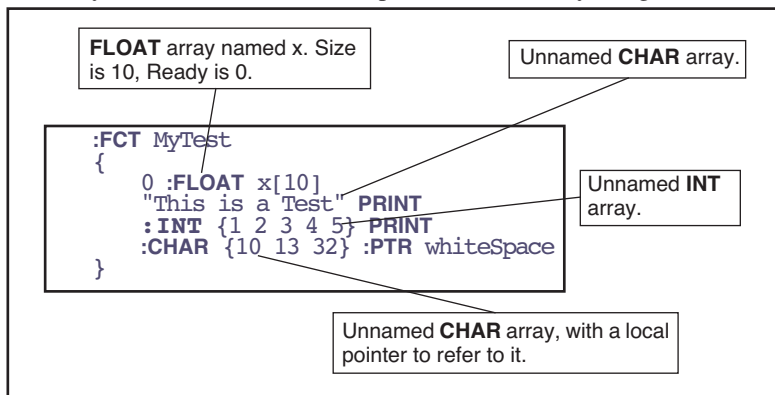 FLOAT array named x. Size
is 10, Ready is 0.
Unnamed CHAR array.
:FCT MyTest
{
0 :FLOAT x[10]
"This is a Test" PRINT
:INT {1 2 3 4 5} PRINT
:CHAR {10 13 32} :PTR whiteSpace
}
Unnamed INT
array.
Unnamed CHAR array, with a local
pointer to refer to it.